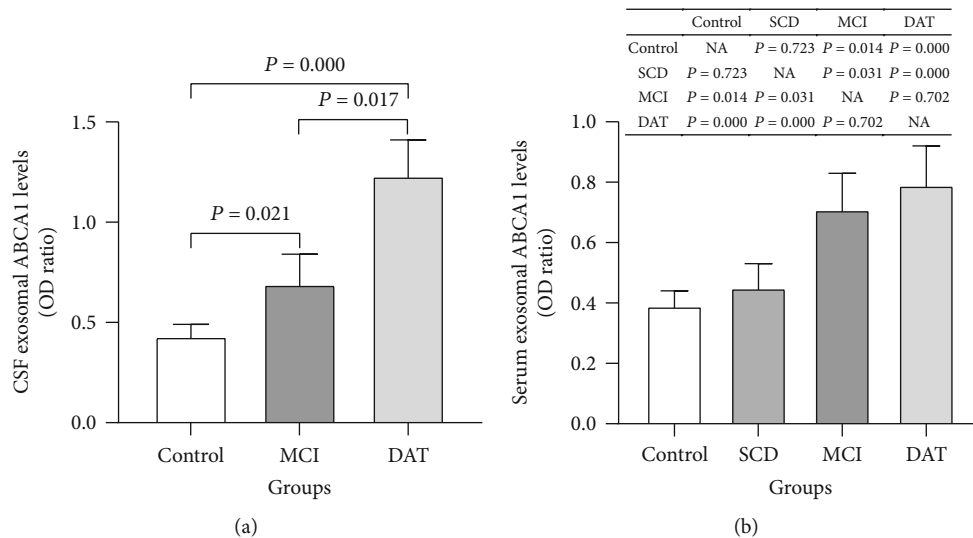 P = 0.000
P = 0.017
P = 0.021
CSF exosomal ABCA1 levels
(OD ratio)
1.5
1.0
0.5
0.0
Control MCI DAT
Groups
(a)
Control SCD MCI DAT
Control NA P = 0.723 P = 0.014 P = 0.000
SCD P = 0.723 NA P = 0.031 P = 0.000
MCI P = 0.014 P = 0.031 NA P = 0.702
DAT P = 0.000 P = 0.000 P = 0.702 NA
Serum exosomal ABCA1 levels
(OD ratio)
1.0
0.8
0.6
0.4
0.2
0.0
Control SCD MCI DAT
Groups
(b)